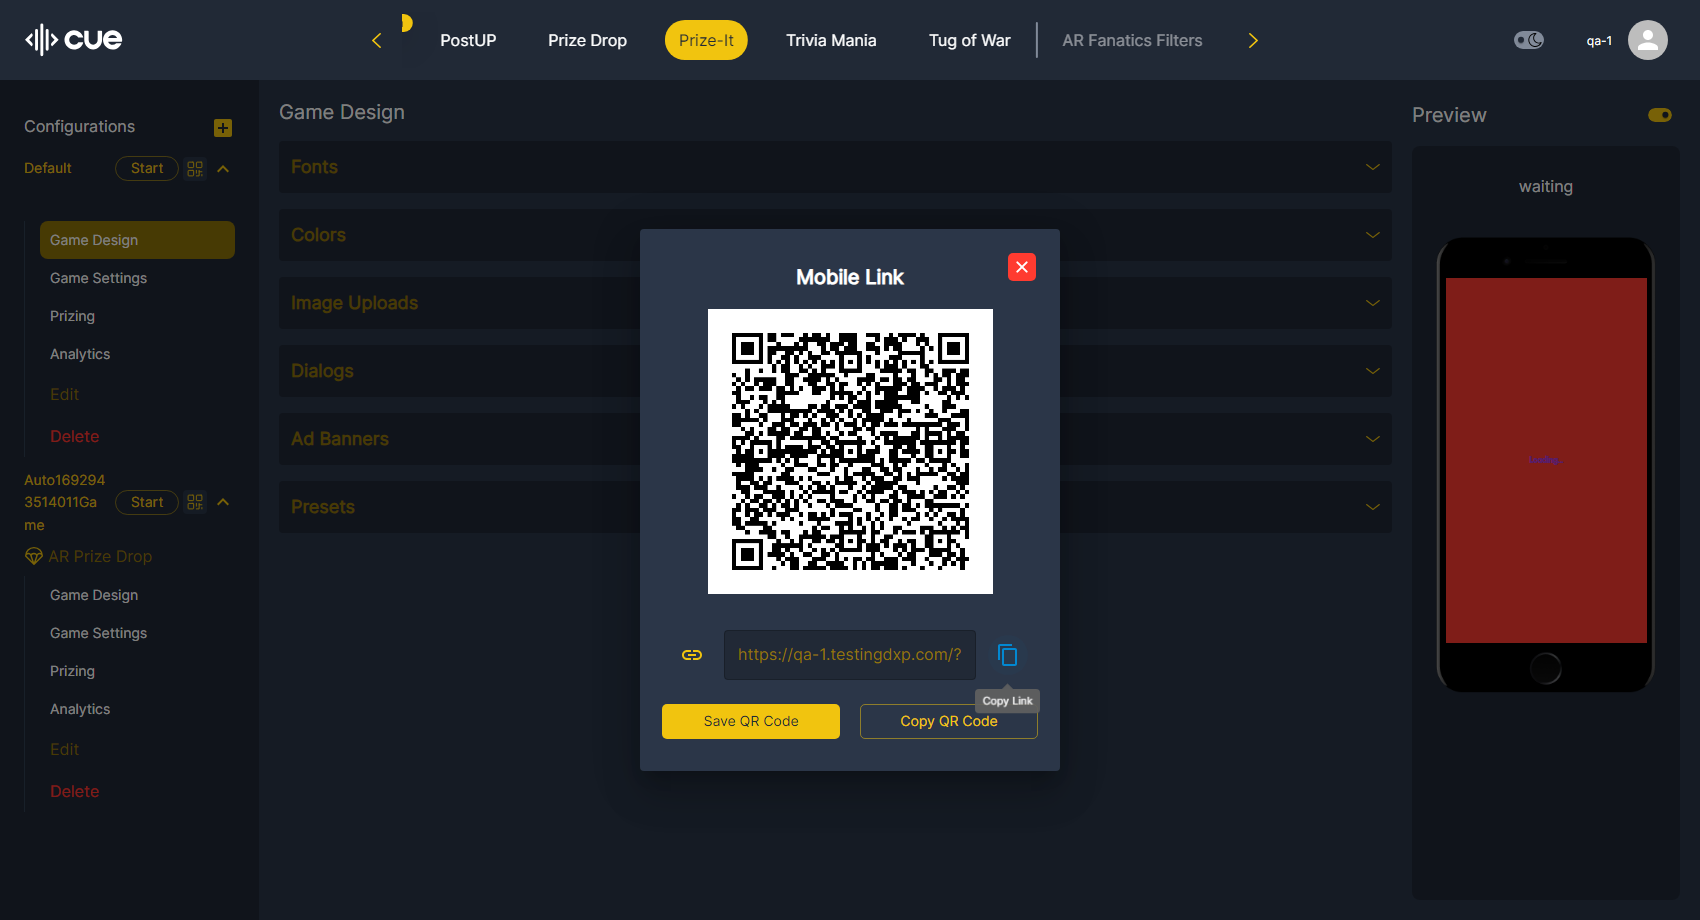 cue
PostUP
Prize Drop
Prize-It
Trivia Mania
Tug of War
AR Fanatics Filters
qa-1
Configurations
Default
Start
Game Design
Game Settings
Prizing
Analytics
Edit
Delete
Auto169294
3514011Ga
me
Start
AR Prize Drop
Game Design
Game Settings
Prizing
Analytics
Edit
Delete
Game Design
Fonts
Colors
Image Uploads
Dialogs
Ad Banners
Presets
Mobile Link
https://qa-1.testingdxp.com/?
Copy Link
Save QR Code
Copy QR Code
Preview
waiting